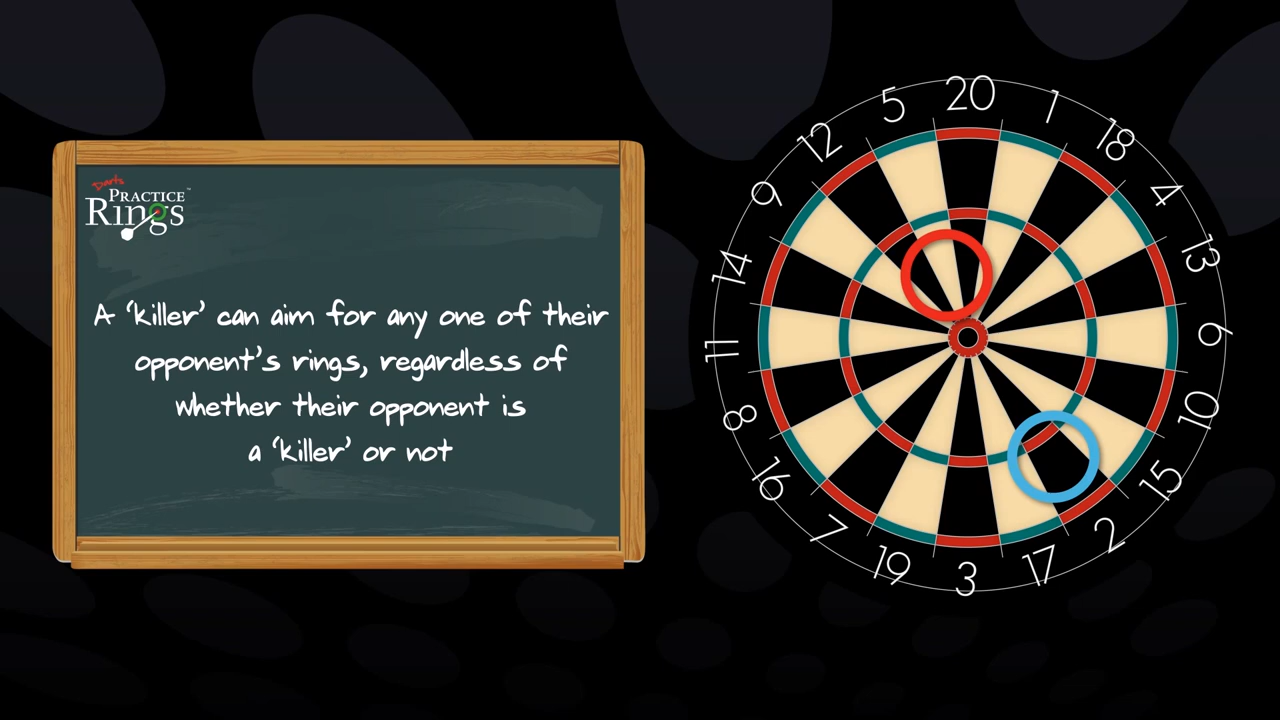 Darts
PRACTICE™
Rings
A ‘killer’ can aim for any one of their
opponent’s rings, regardless of
whether their opponent is
a ‘killer’ or not
20
1
18
4
13
6
10
15
2
17
3
19
7
16
8
11
14
9
12
5